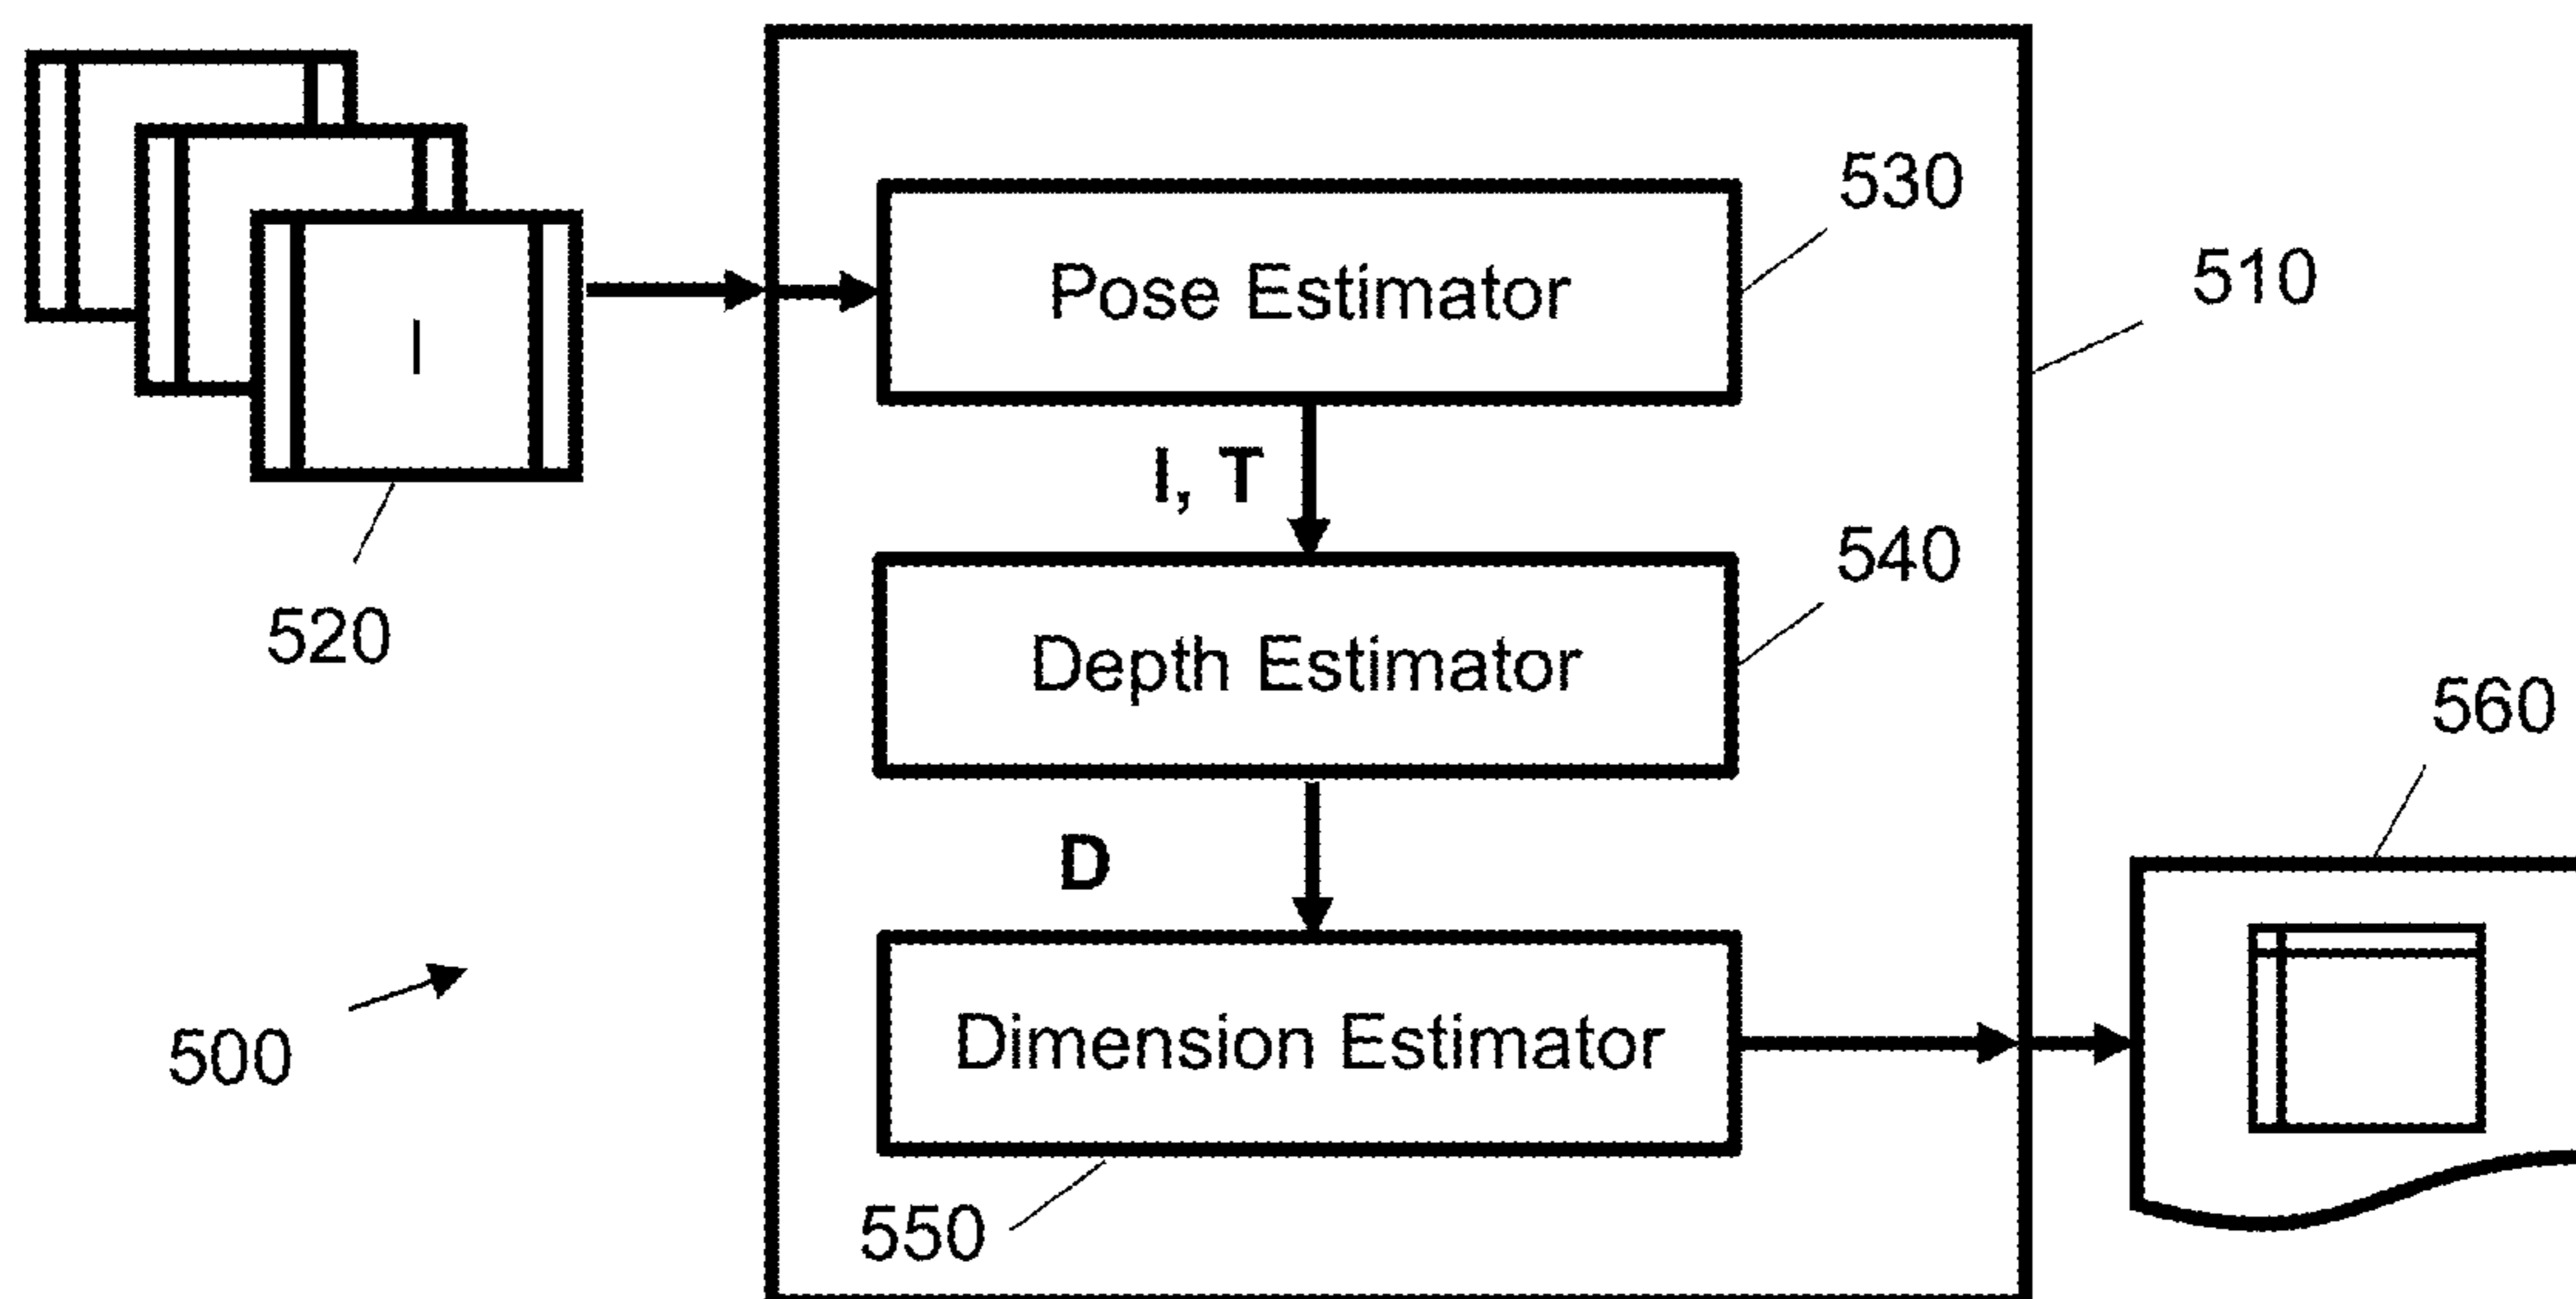 530
510
Pose Estimator
I
I, T
540
520
Depth Estimator
560
D
Dimension Estimator
500
550